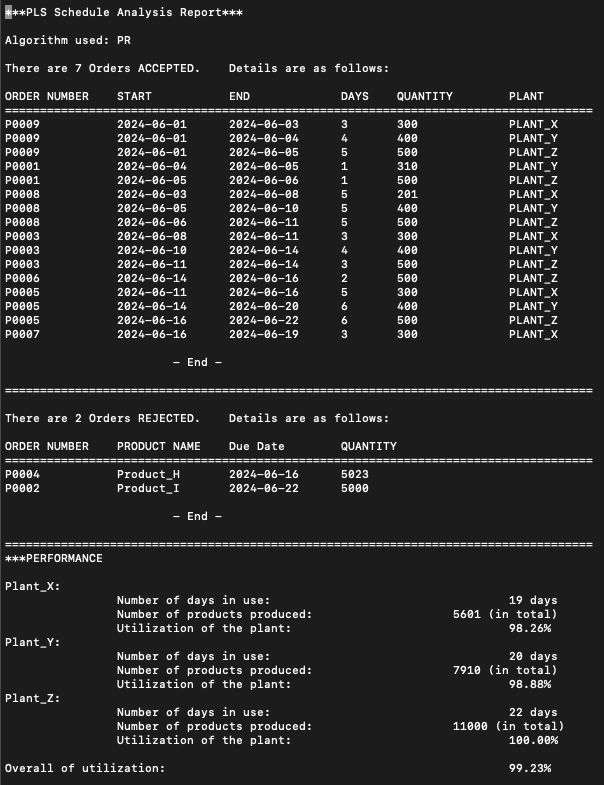 ***PLS Schedule Analysis Report***
Algorithm used: PR
There are 7 Orders ACCEPTED.    Details are as follows:
ORDER NUMBER    START           END             DAYS    QUANTITY        PLANT
====================================================================================
P0009           2024-06-01      2024-06-03      3       300             PLANT_X
P0009           2024-06-01      2024-06-04      4       400             PLANT_Y
P0009           2024-06-01      2024-06-05      5       500             PLANT_Z
P0001           2024-06-04      2024-06-05      1       310             PLANT_Y
P0001           2024-06-05      2024-06-06      1       500             PLANT_Z
P0008           2024-06-03      2024-06-08      5       201             PLANT_X
P0008           2024-06-05      2024-06-10      5       400             PLANT_Y
P0008           2024-06-06      2024-06-11      5       500             PLANT_Z
P0003           2024-06-08      2024-06-11      3       300             PLANT_X
P0003           2024-06-10      2024-06-14      4       400             PLANT_Y
P0003           2024-06-11      2024-06-14      3       500             PLANT_Z
P0006           2024-06-14      2024-06-16      2       500             PLANT_Z
P0005           2024-06-11      2024-06-16      5       300             PLANT_X
P0005           2024-06-14      2024-06-20      6       400             PLANT_Y
P0005           2024-06-16      2024-06-22      6       500             PLANT_Z
P0007           2024-06-16      2024-06-19      3       300             PLANT_X
- End -
====================================================================================
There are 2 Orders REJECTED.    Details are as follows:
ORDER NUMBER    PRODUCT NAME    Due Date        QUANTITY
====================================================================================
P0004           Product_H       2024-06-16      5023
P0002           Product_I       2024-06-22      5000
- End -
====================================================================================
***PERFORMANCE
Plant_X:
Number of days in use:                                  19 days
Number of products produced:                    5601 (in total)
Utilization of the plant:                               98.26%
Plant_Y:
Number of days in use:                                  20 days
Number of products produced:                    7910 (in total)
Utilization of the plant:                               98.88%
Plant_Z:
Number of days in use:                                  22 days
Number of products produced:                    11000 (in total)
Utilization of the plant:                               100.00%
Overall of utilization:                                                 99.23%